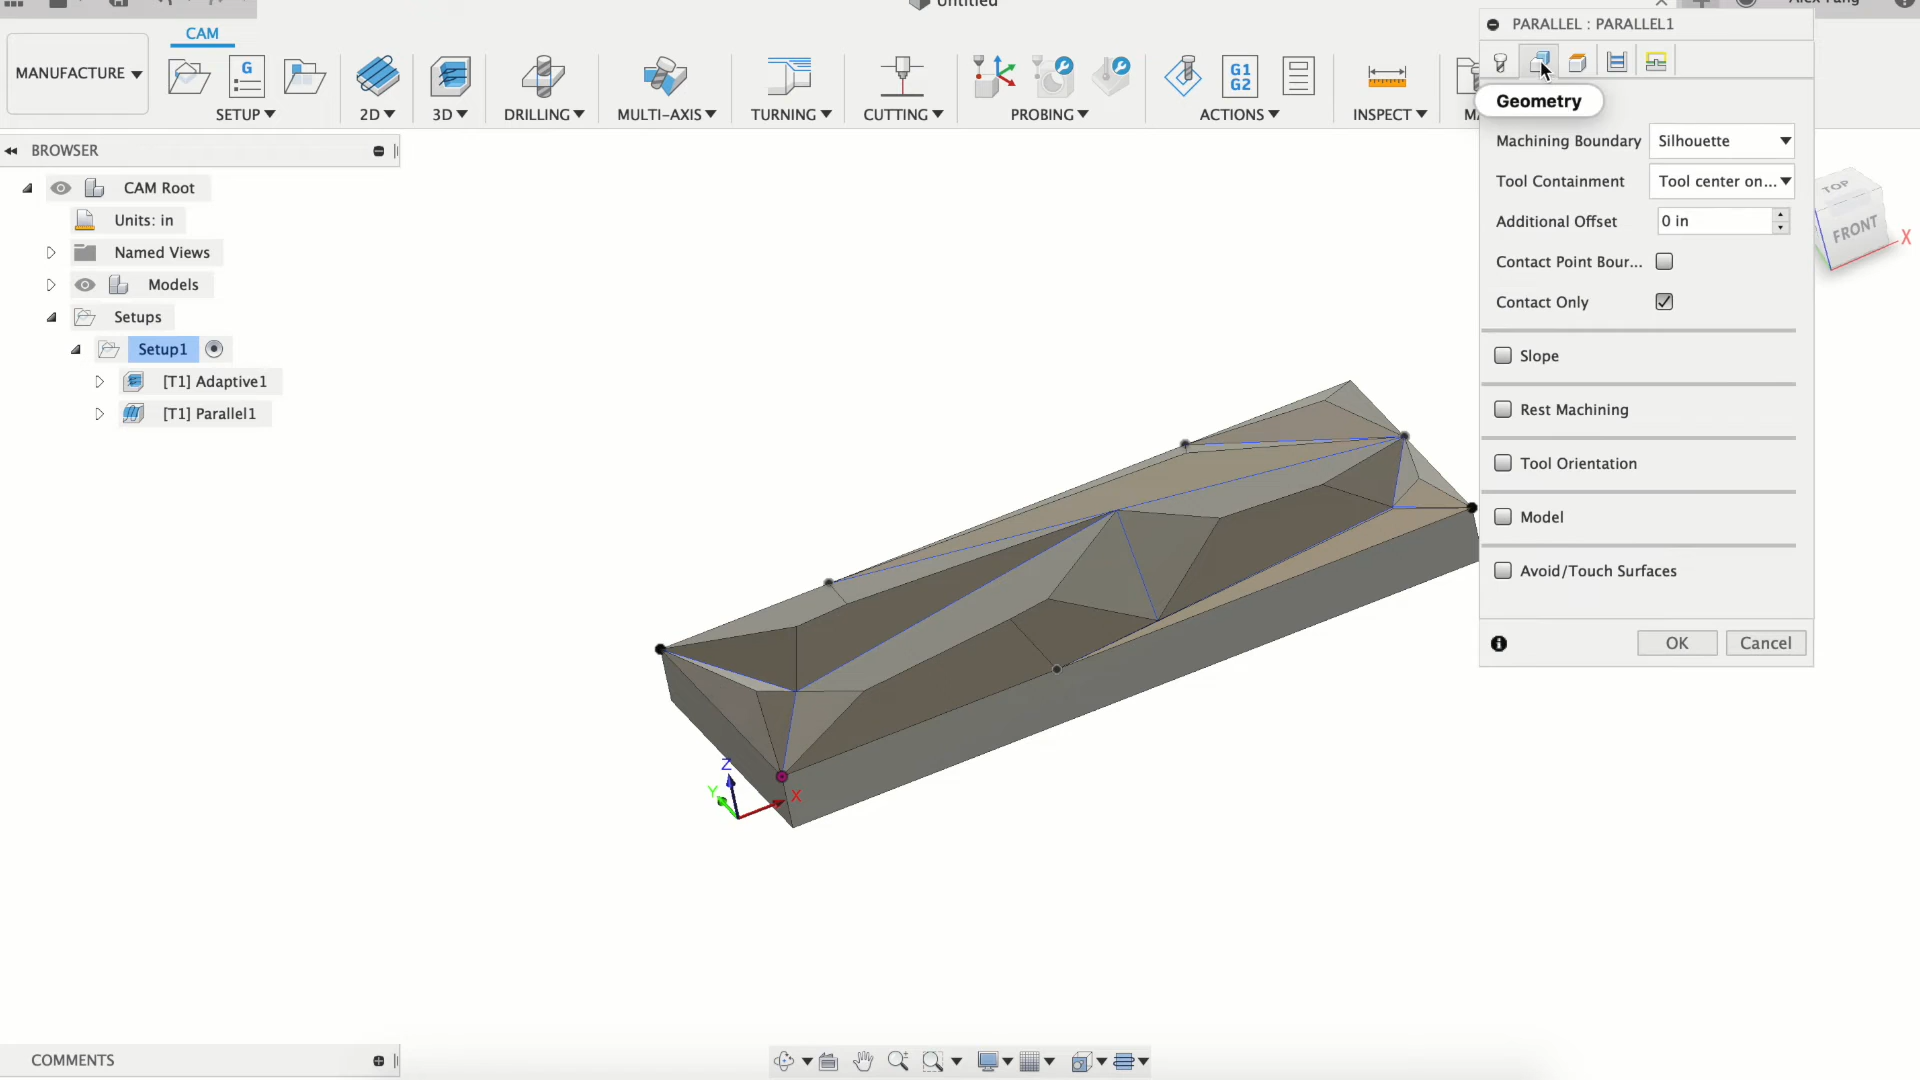 Untitled
Alex Tang
PARALLEL : PARALLEL1
CAM
MANUFACTURE
G
G1
G2
SETUP
2D
3D
DRILLING
MULTI-AXIS
TURNING
CUTTING
PROBING
ACTIONS
INSPECT
Geometry
BROWSER
CAM Root
Units: in
Named Views
Models
Setups
Setup1
[T1] Adaptive1
[T1] Parallel1
Machining Boundary
Silhouette
Tool Containment
Tool center on...
Additional Offset
0 in
Contact Point Bour...
Contact Only
Slope
Rest Machining
Tool Orientation
Model
Avoid/Touch Surfaces
OK
Cancel
TOP
FRONT
X
Z
Y
X
COMMENTS